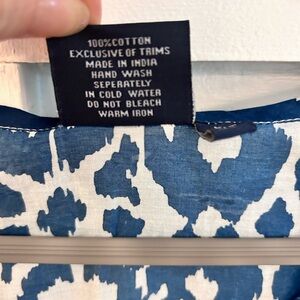 100%COTTON
EXCLUSIVE OF TRIMS
MADE IN INDIA
HAND WASH
SEPERATELY
IN COLD WATER
DO NOT BLEACH
WARM IRON